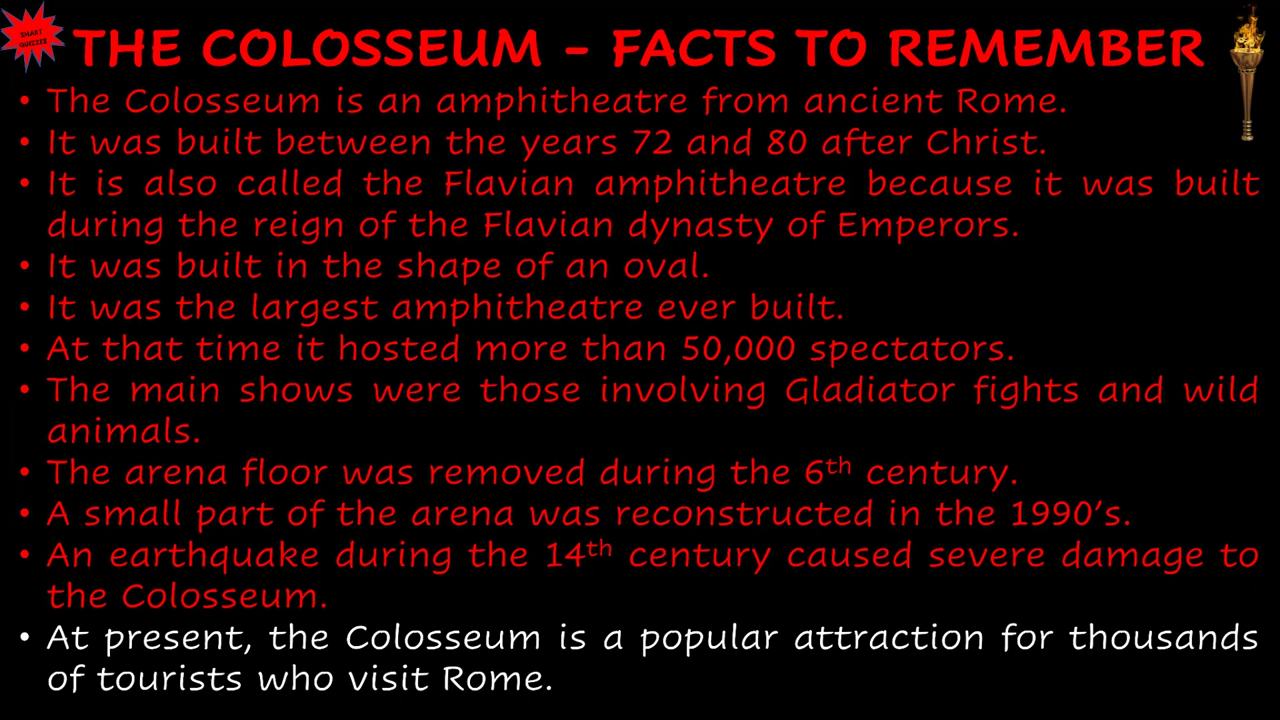 SMART
QUIZZES
THE COLOSSEUM - FACTS TO REMEMBER
• The Colosseum is an amphitheatre from ancient Rome.
• It was built between the years 72 and 80 after Christ.
• It is also called the Flavian amphitheatre because it was built
during the reign of the Flavian dynasty of Emperors.
• It was built in the shape of an oval.
• It was the largest amphitheatre ever built.
• At that time it hosted more than 50,000 spectators.
• The main shows were those involving Gladiator fights and wild
animals.
• The arena floor was removed during the 6th century.
• A small part of the arena was reconstructed in the 1990's.
• An earthquake during the 14th century caused severe damage to
the Colosseum.
• At present, the Colosseum is a popular attraction for thousands
of tourists who visit Rome.